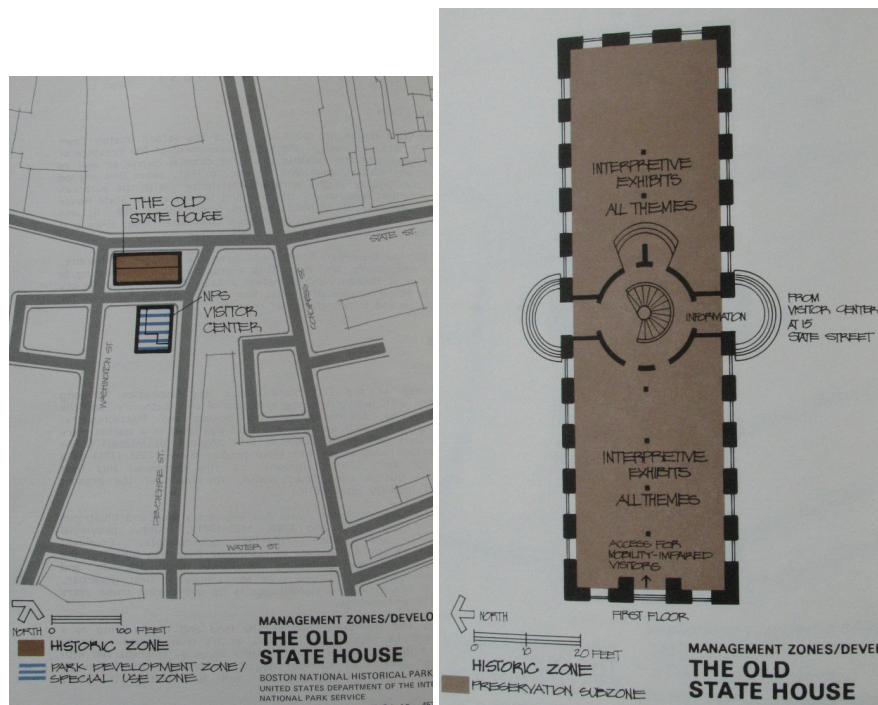 THE OLD
STATE HOUSE
STATE ST.
NPS
VISITOR
CENTER
CONGRESS ST.
WASHINGTON ST.
DEVONSHIRE ST.
WATER ST.
NORTH
0 100 FEET
HISTORIC ZONE
PARK DEVELOPMENT ZONE/
SPECIAL USE ZONE
MANAGEMENT ZONES/DEVELO
THE OLD
STATE HOUSE
BOSTON NATIONAL HISTORICAL PARK
UNITED STATES DEPARTMENT OF THE INT
NATIONAL PARK SERVICE
INTERPRETIVE
EXHIBITS
ALL THEMES
INFORMATION
FROM
VISITOR CENTER
AT 15
STATE STREET
INTERPRETIVE
EXHIBITS
ALL THEMES
ACCESS FOR
MOBILITY-IMPAIRED
VISITORS
FIRST FLOOR
NORTH
0 10 20 FEET
HISTORIC ZONE
PRESERVATION SUBZONE
MANAGEMENT ZONES/DEVE
THE OLD
STATE HOUSE